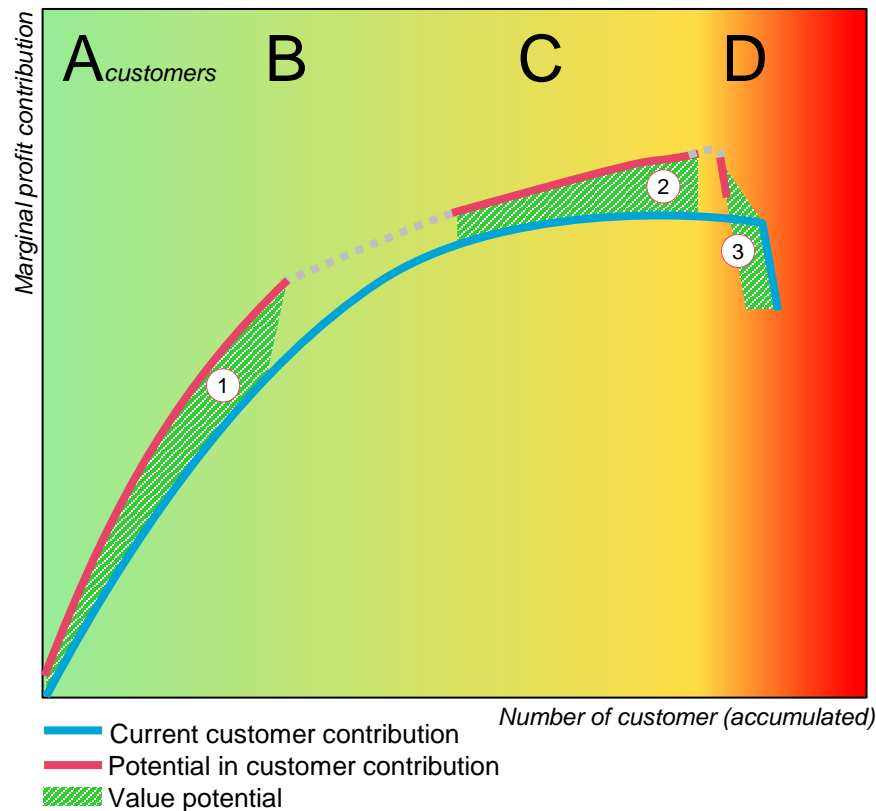 Acustomers B C D
Marginal profit contribution
1
2
3
Number of customer (accumulated)
Current customer contribution
Potential in customer contribution
Value potential